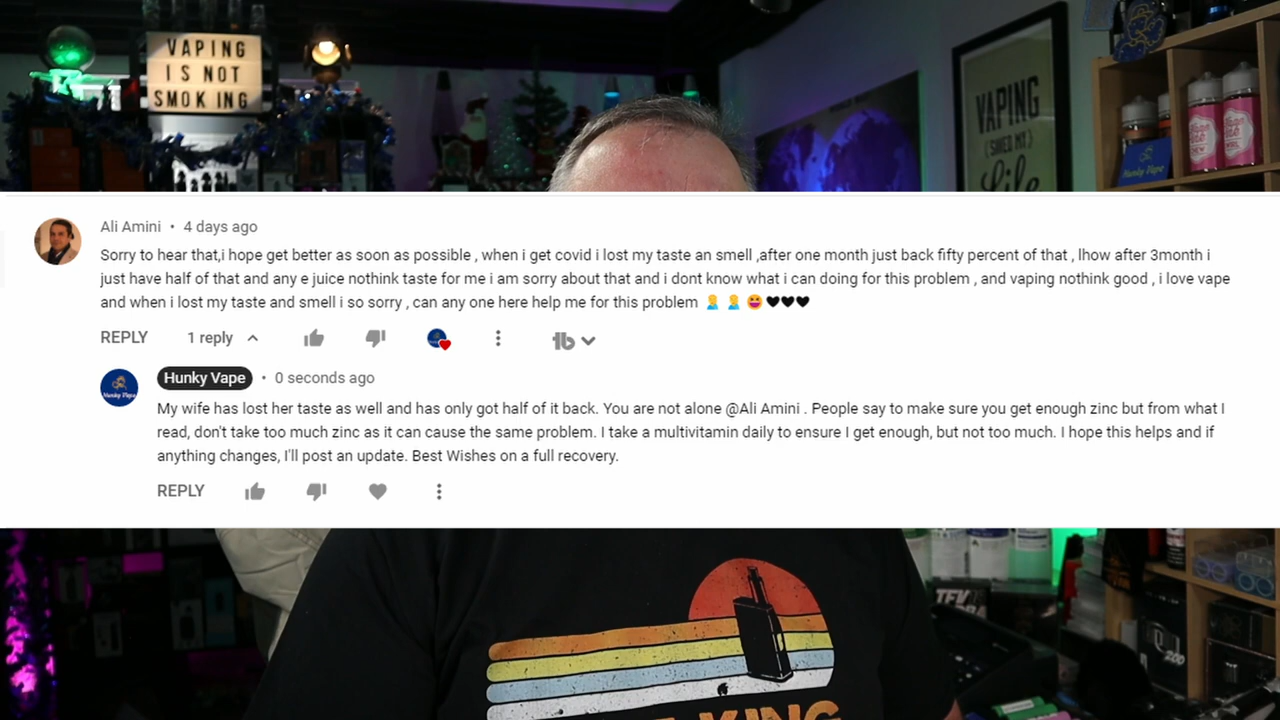 VAPING
IS NOT
SMOKING
VAPING
(SAVED MY)
Life
Hunky Vape
Ali Amini • 4 days ago
Sorry to hear that,i hope get better as soon as possible , when i get covid i lost my taste an smell ,after one month just back fifty percent of that , lhow after 3month i
just have half of that and any e juice nothink taste for me i am sorry about that and i dont know what i can doing for this problem , and vaping nothink good , i love vape
and when i lost my taste and smell i so sorry , can any one here help me for this problem 🤦‍♂️ 🤦‍♂️ 😆🖤🖤🖤
REPLY 1 reply
Hunky Vape • 0 seconds ago
My wife has lost her taste as well and has only got half of it back. You are not alone @Ali Amini . People say to make sure you get enough zinc but from what I
read, don't take too much zinc as it can cause the same problem. I take a multivitamin daily to ensure I get enough, but not too much. I hope this helps and if
anything changes, I'll post an update. Best Wishes on a full recovery.
REPLY
KING
200